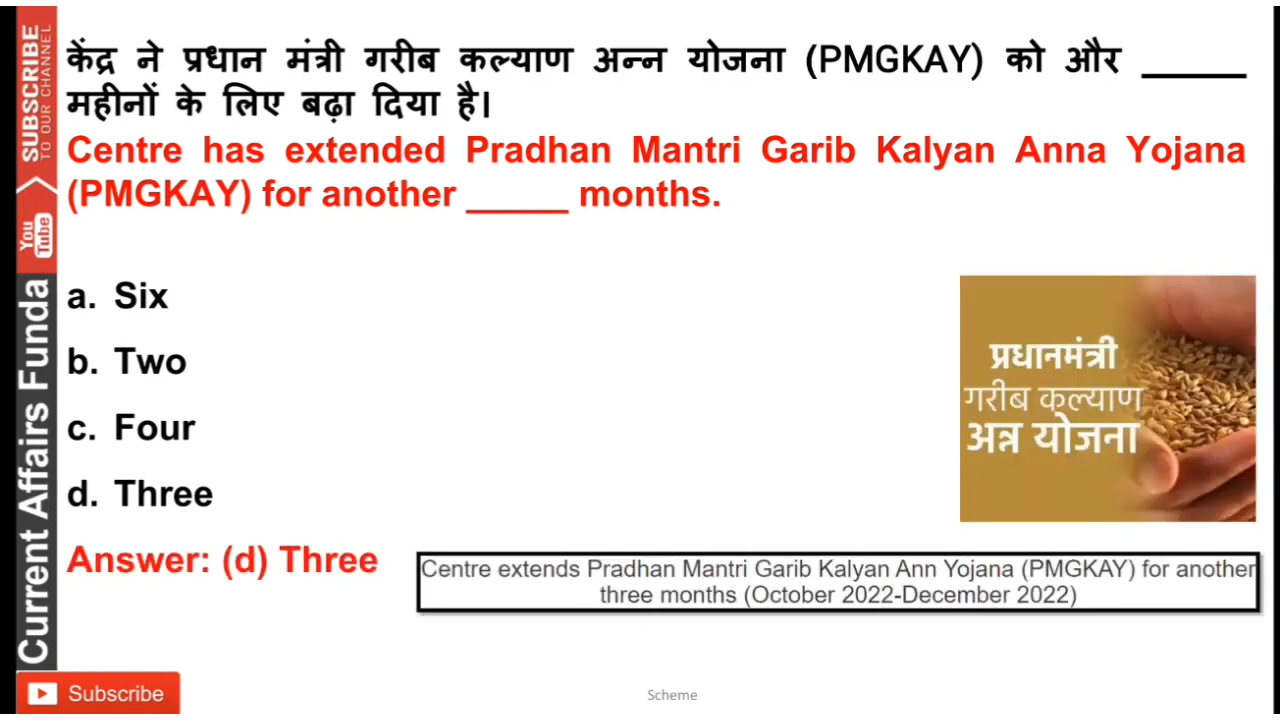 केंद्र ने प्रधान मंत्री गरीब कल्याण अन्न योजना (PMGKAY) को और ______
महीनों के लिए बढ़ा दिया है।
Centre has extended Pradhan Mantri Garib Kalyan Anna Yojana
(PMGKAY) for another _____ months.
a. Six
b. Two
c. Four
d. Three
प्रधानमंत्री
गरीब कल्याण
अन्न योजना
Answer: (d) Three
Centre extends Pradhan Mantri Garib Kalyan Ann Yojana (PMGKAY) for another
three months (October 2022-December 2022)
SUBSCRIBE
TO OUR CHANNEL
You
Tube
Current Affairs Funda
Subscribe
Scheme